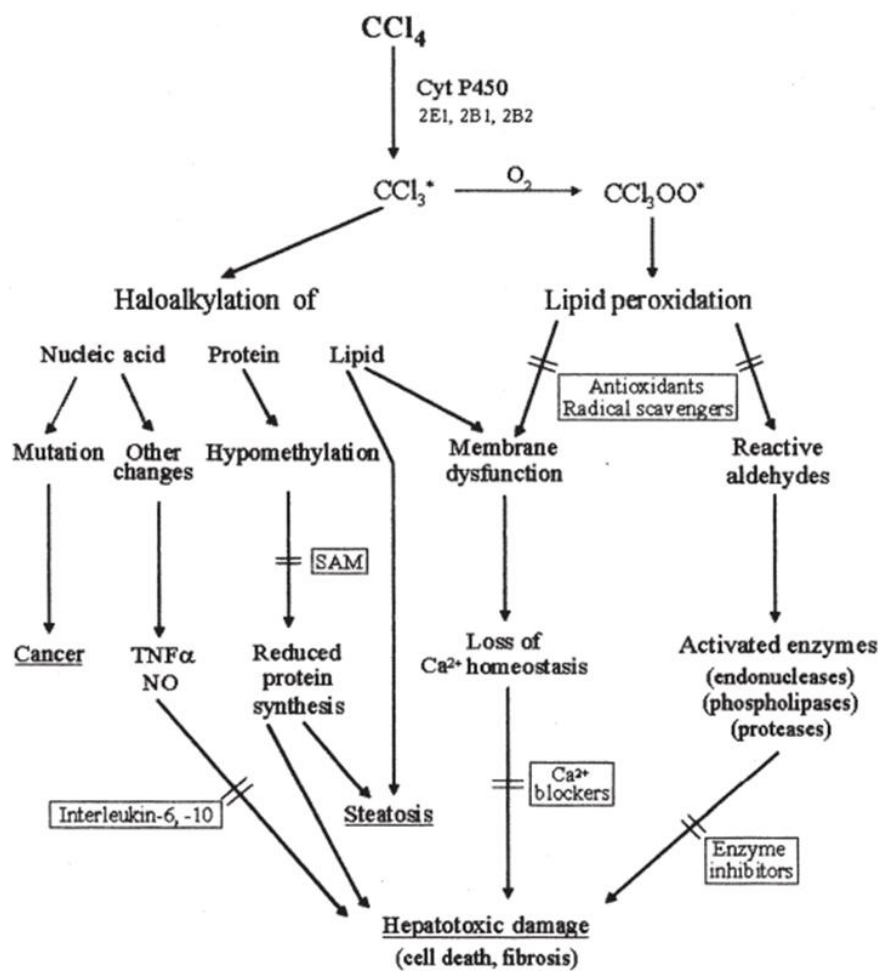 CCl₄
Cyt P450
2E1, 2B1, 2B2
CCl₃*
O₂
CCl₃OO*
Haloalkylation of
Lipid peroxidation
Nucleic acid
Protein
Lipid
Antioxidants
Radical scavengers
Mutation
Other
changes
Hypomethylation
Membrane
dysfunction
Reactive
aldehydes
SAM
Cancer
TNFα
NO
Reduced
protein
synthesis
Loss of
Ca²⁺ homeostasis
Activated enzymes
(endonucleases)
(phospholipases)
(proteases)
Interleukin-6, -10
Steatosis
Ca²⁺
blockers
Enzyme
inhibitors
Hepatotoxic damage
(cell death, fibrosis)